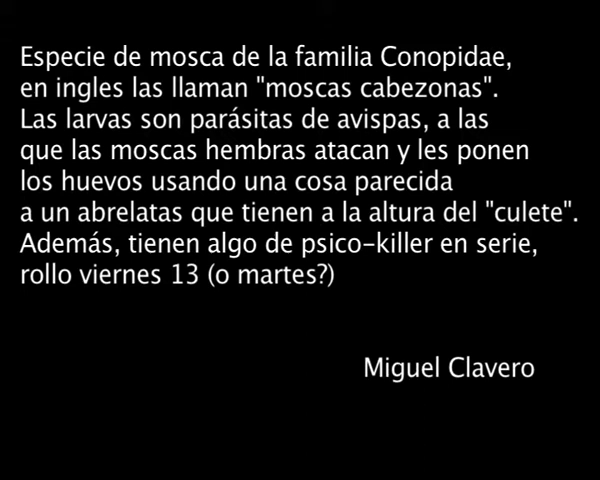 Especie de mosca de la familia Conopidae,
en ingles las llaman "moscas cabezonas".
Las larvas son parásitas de avispas, a las
que las moscas hembras atacan y les ponen
los huevos usando una cosa parecida
a un abrelatas que tienen a la altura del "culete".
Además, tienen algo de psico-killer en serie,
rollo viernes 13 (o martes?)
Miguel Clavero